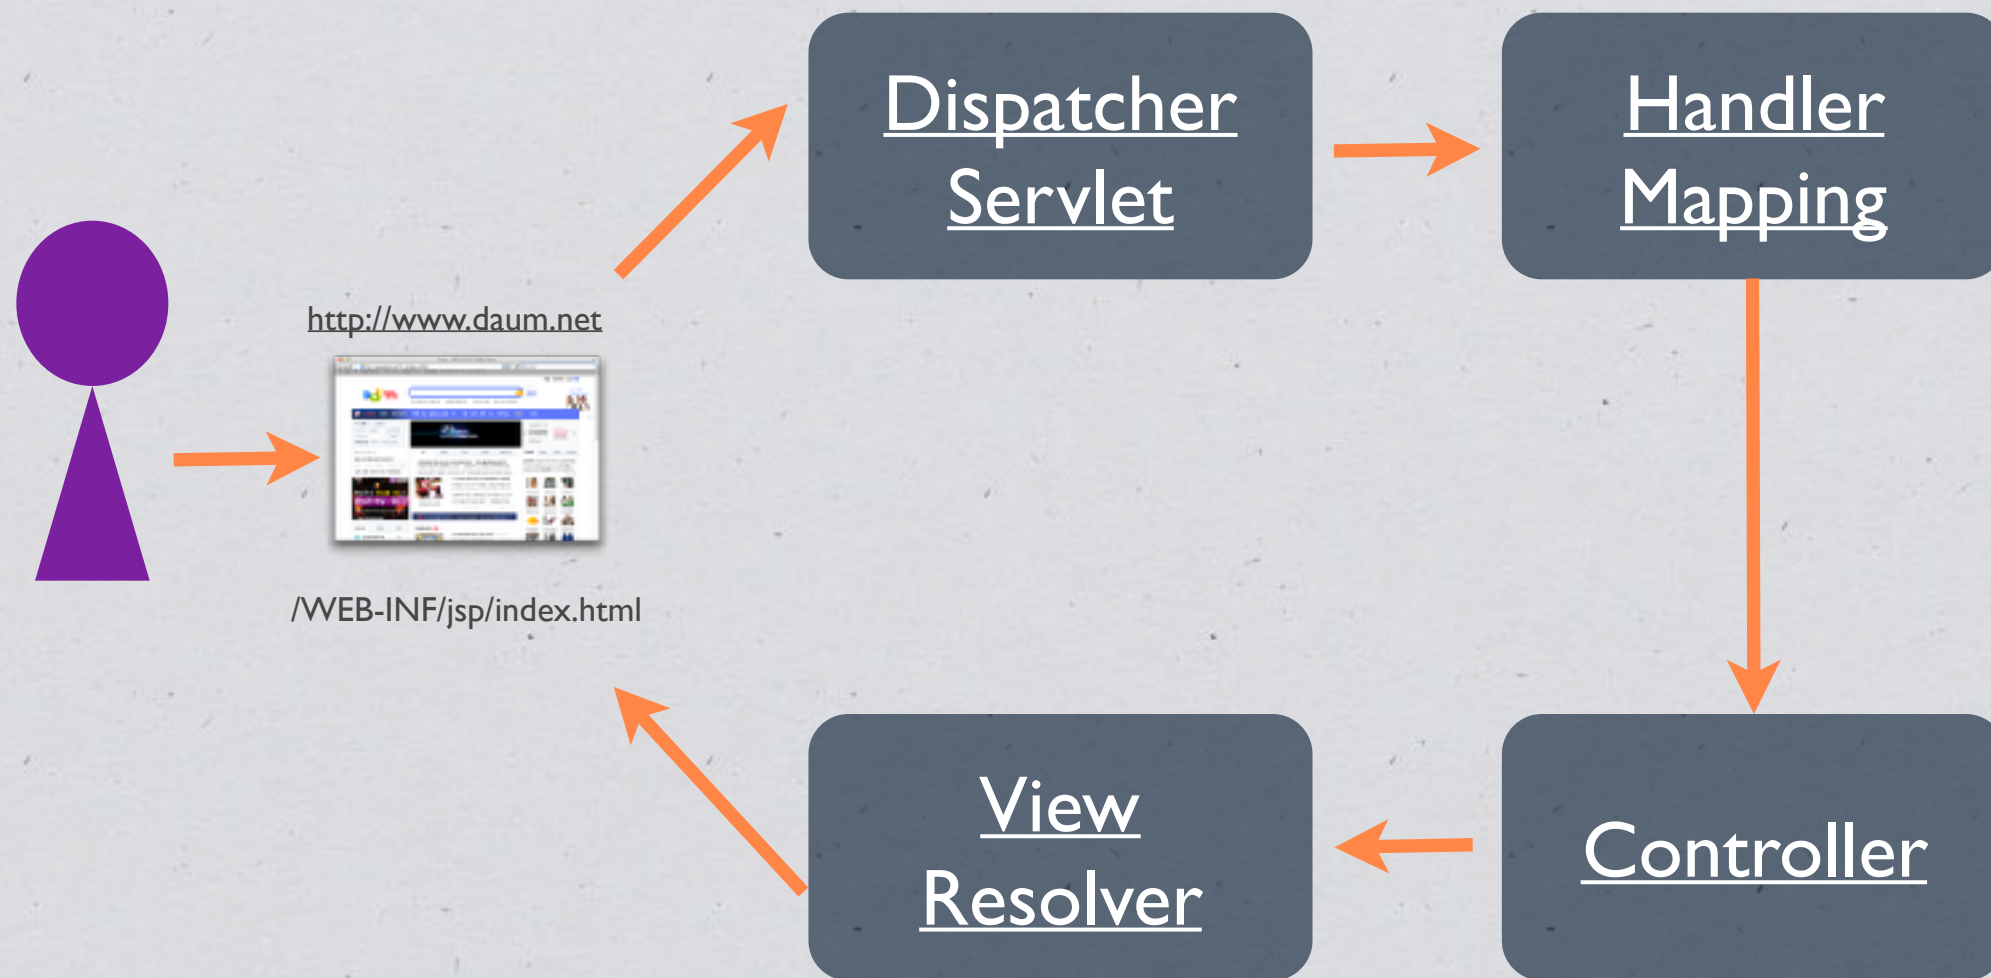 Dispatcher
Servlet
Handler
Mapping
http://www.daum.net
/WEB-INF/jsp/index.html
View
Resolver
Controller